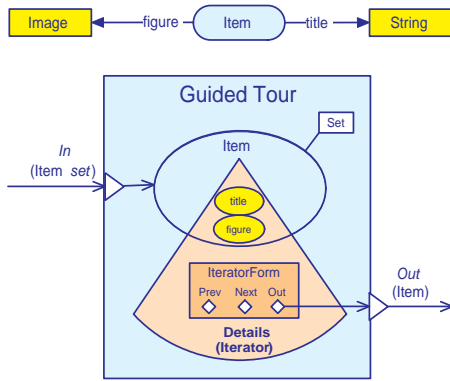 Image
figure
Item
title
String
Guided Tour
Set
Item
In
(Item set)
title
figure
IteratorForm
Prev Next Out
Out
(Item)
Details
(Iterator)